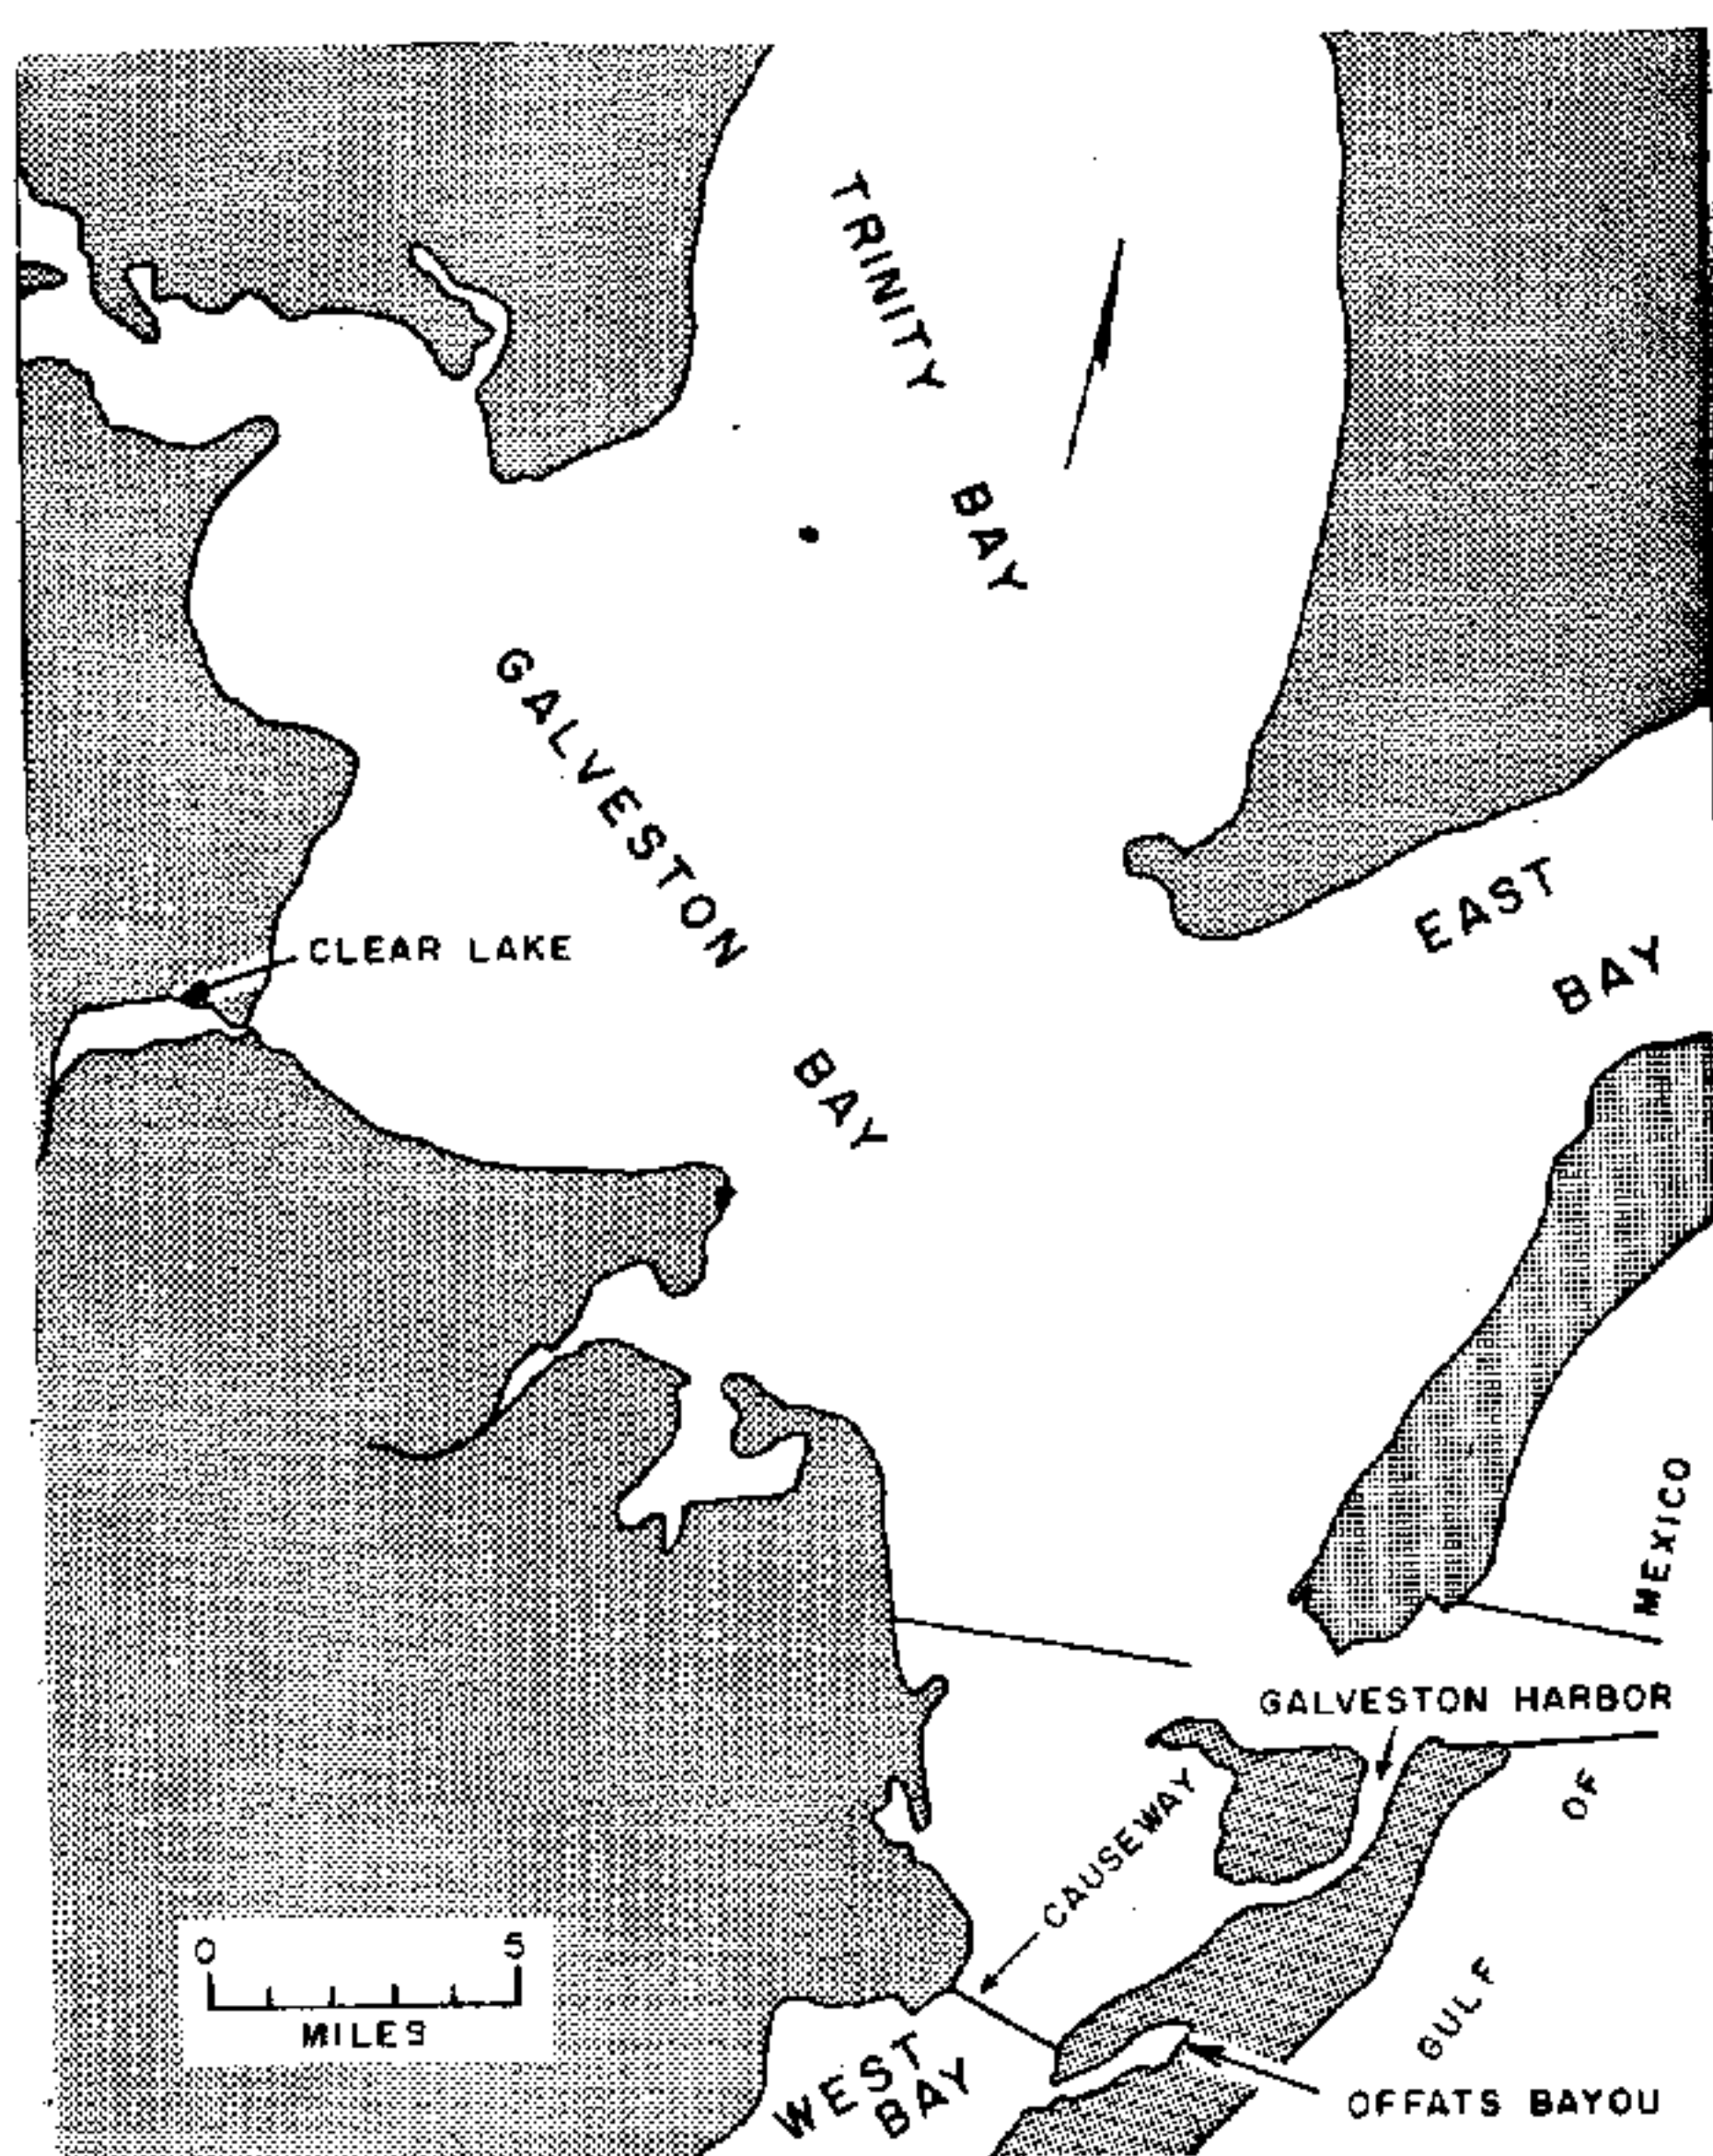 TRINITY
BAY
GALVESTON
BAY
EAST
BAY
CLEAR LAKE
GALVESTON HARBOR
CAUSEWAY
GULF
OF
MEXICO
0 5
MILES
WEST
BAY
OFFATS BAYOU